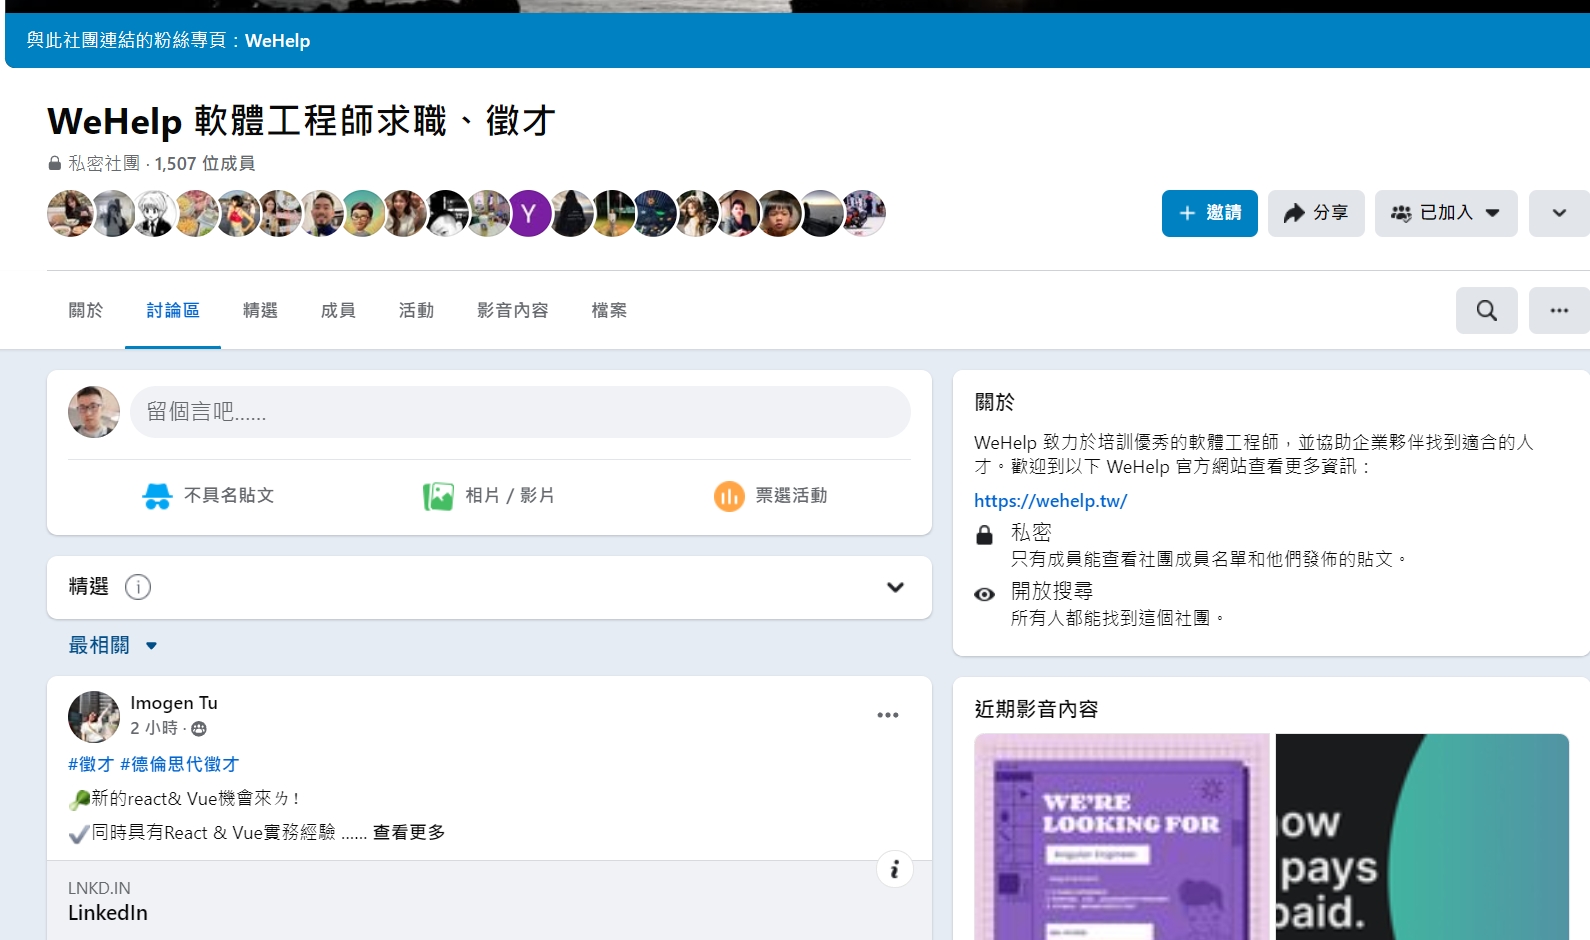 與此社團連結的粉絲專頁：WeHelp
WeHelp 軟體工程師求職、徵才
私密社團 · 1,507 位成員
Y
邀請
分享
已加入
關於
討論區
精選
成員
活動
影音內容
檔案
留個言吧......
不具名貼文
相片 / 影片
票選活動
精選
最相關
Imogen Tu
2 小時 ·
#徵才 #德倫思代徵才
新的react& Vue機會來ㄌ!
同時具有React & Vue實務經驗 ...... 查看更多
LNKD.IN
LinkedIn
關於
WeHelp 致力於培訓優秀的軟體工程師，並協助企業夥伴找到適合的人
才。歡迎到以下 WeHelp 官方網站查看更多資訊：
https://wehelp.tw/
私密
只有成員能查看社團成員名單和他們發佈的貼文。
開放搜尋
所有人都能找到這個社團。
近期影音內容
WE'RE
LOOKING FOR
Angular Engineer
ow
pays
paid.